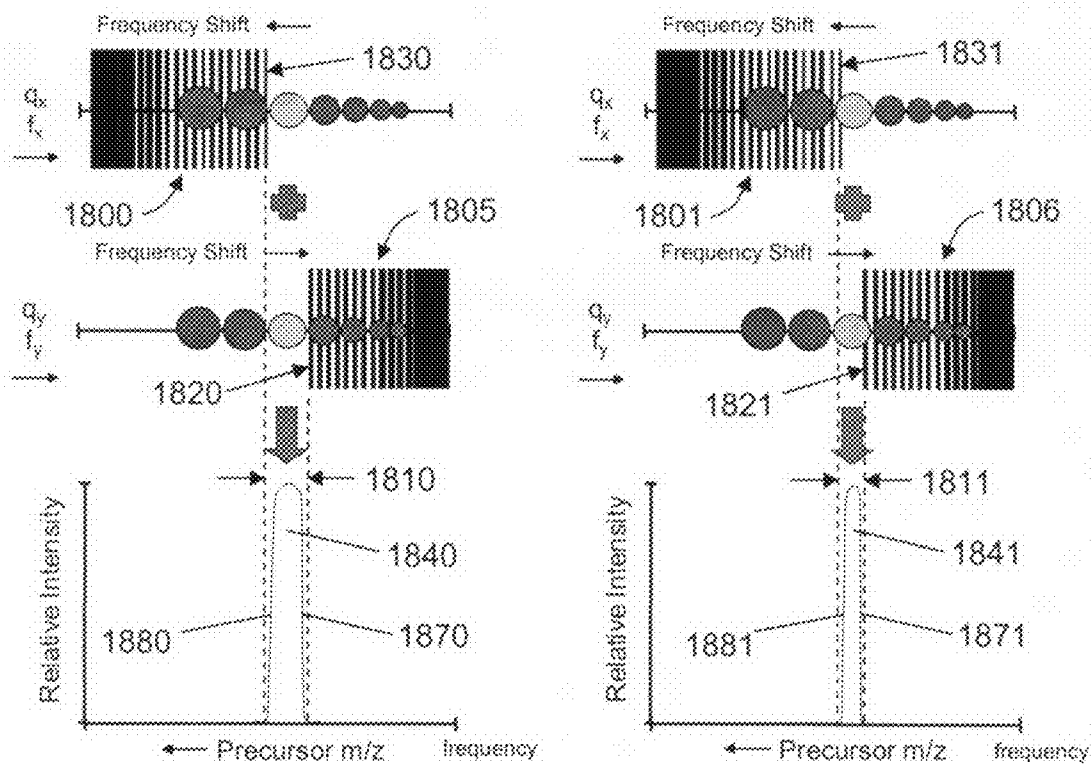 Frequency Shift
1830
qx
fx
1800
1805
Frequency Shift
qy
fy
1820
1810
Relative Intensity
1840
1880
1870
Precursor m/z
frequency
Frequency Shift
1831
qx
fx
1801
1806
Frequency Shift
qy
fy
1821
1811
Relative Intensity
1841
1881
1871
Precursor m/z
frequency